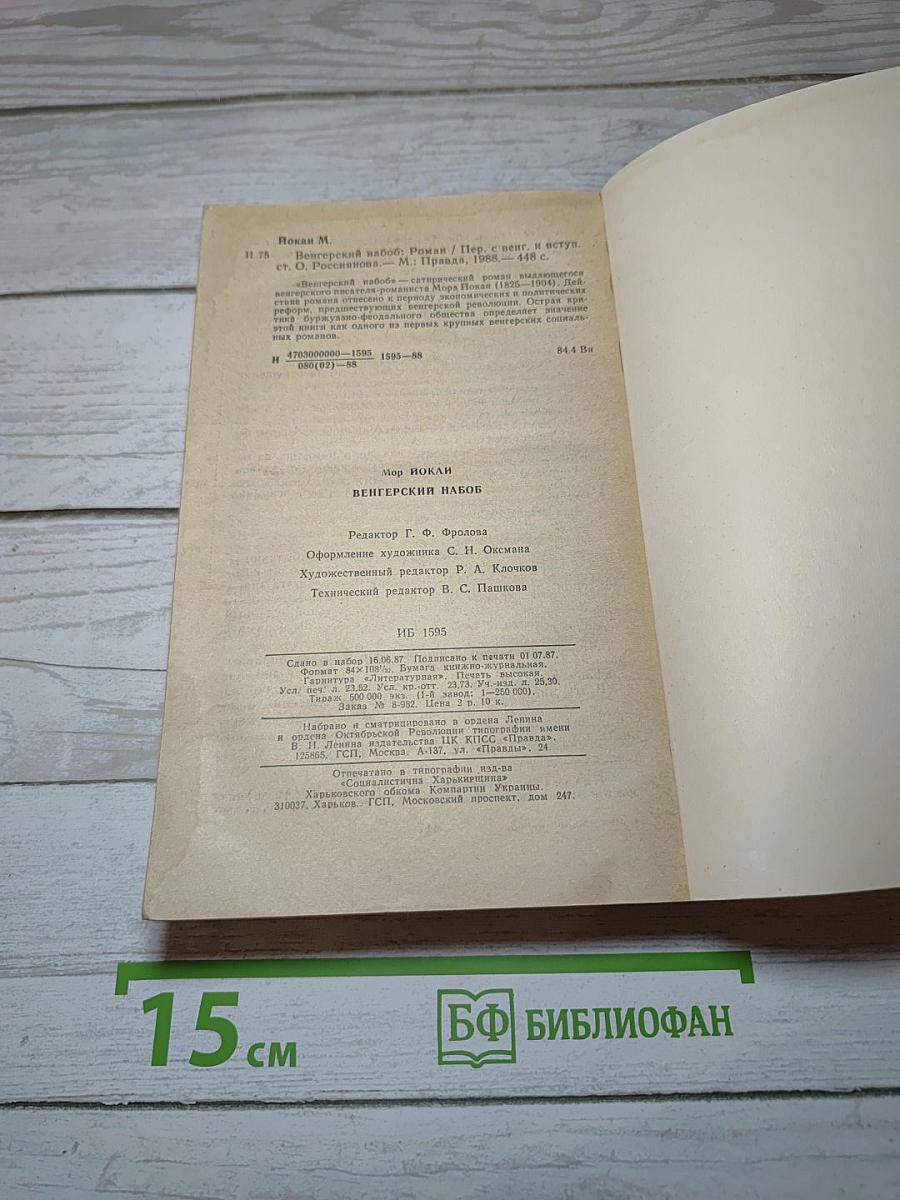 Йокаи М.
Й 75 Венгерский набоб: Роман / Пер. с венг. и вступ.
ст. О. Россиянова.— М.: Правда, 1988.— 448 с.
«Венгерский набоб» — сатирический роман выдающегося
венгерского писателя-романиста Мора Йокаи (1825—1904). Дей-
ствие романа отнесено к периоду экономических и политических
реформ, предшествующих венгерской революции. Острая кри-
тика буржуазно-феодального общества определяет значение
этой книги как одного из первых крупных венгерских социаль-
ных романов.
И 4703000000—1595 1595—88
080(02)—88
84.4 Вн
Мор ЙОКАИ
ВЕНГЕРСКИЙ НАБОБ
Редактор Г. Ф. Фролова
Оформление художника С. Н. Оксмана
Художественный редактор Р. А. Клочков
Технический редактор В. С. Пашкова
ИБ 1595
Сдано в набор 16.06.87. Подписано к печати 01 07.87.
Формат 84×108¹/₃₂. Бумага книжно-журнальная.
Гарнитура «Литературная». Печать высокая.
Усл. печ. л. 23,52. Усл. кр.-отт. 23,73. Уч.-изд. л. 25,30.
Тираж 500 000 экз. (1-й завод: 1—250 000).
Заказ № 8-982. Цена 2 р. 10 к.
Набрано и сматрицировано в ордена Ленина
и ордена Октябрьской Революции типографии имени
В. И. Ленина издательства ЦК КПСС «Правда».
125865, ГСП, Москва, А-137, ул. «Правды», 24.
Отпечатано в типографии изд-ва
«Социалистична Харькивщина»
Харьковского обкома Компартии Украины.
310037, Харьков, ГСП, Московский проспект, дом 247.
15 см
БФ БИБЛИОФАН